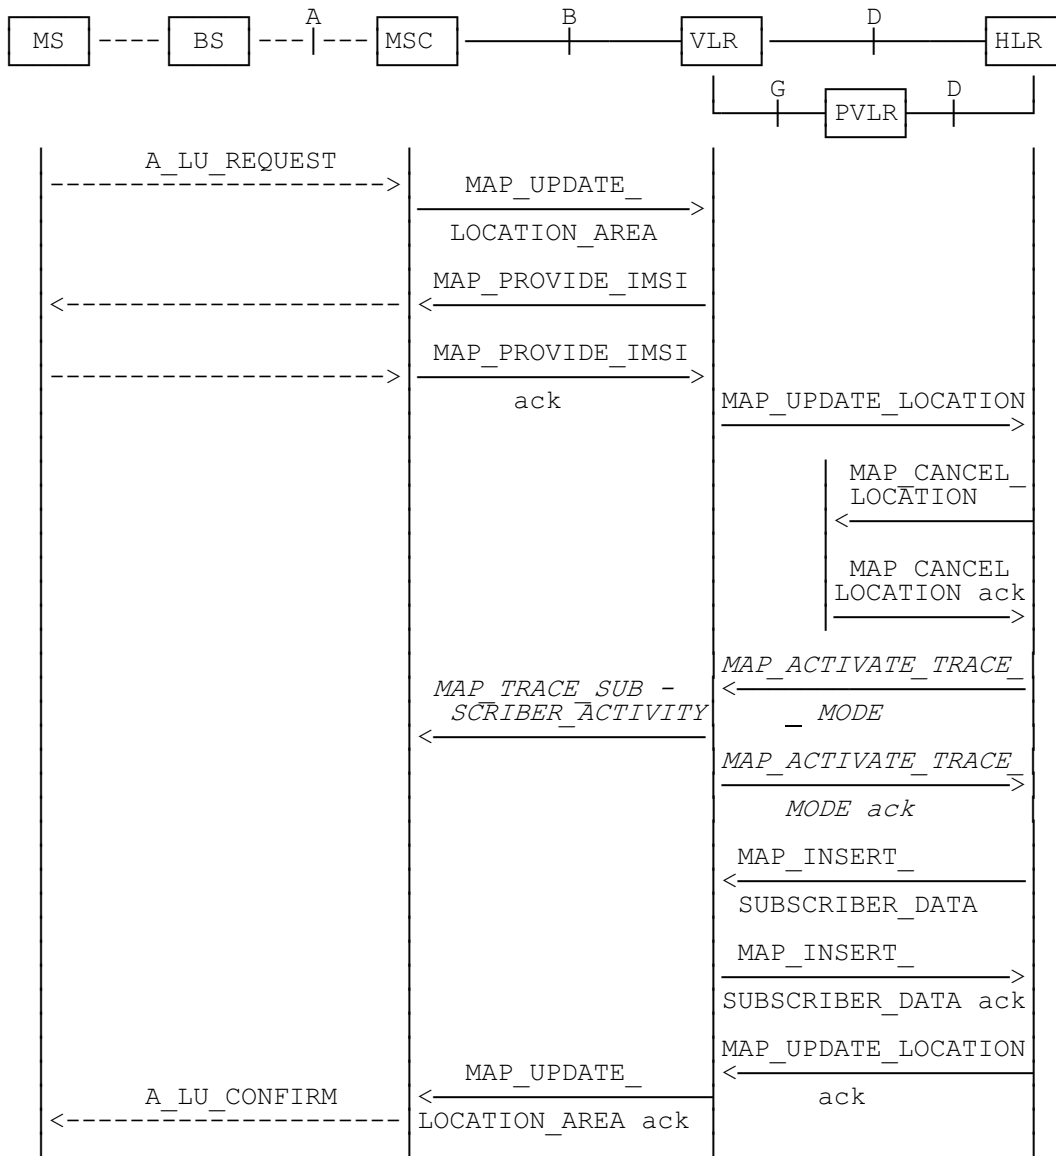 A B D
MS BS MSC VLR HLR
G D
PVLR
A_LU_REQUEST
MAP_UPDATE_
LOCATION_AREA
MAP_PROVIDE_IMSI
MAP_PROVIDE_IMSI
ack
MAP_UPDATE_LOCATION
MAP_CANCEL_
LOCATION
MAP CANCEL
LOCATION ack
MAP_ACTIVATE_TRACE_
_ MODE
MAP_TRACE_SUB -
SCRIBER_ACTIVITY
MAP_ACTIVATE_TRACE_
MODE ack
MAP_INSERT_
SUBSCRIBER_DATA
MAP_INSERT_
SUBSCRIBER_DATA ack
MAP_UPDATE_LOCATION
ack
MAP_UPDATE_
LOCATION_AREA ack
A_LU_CONFIRM